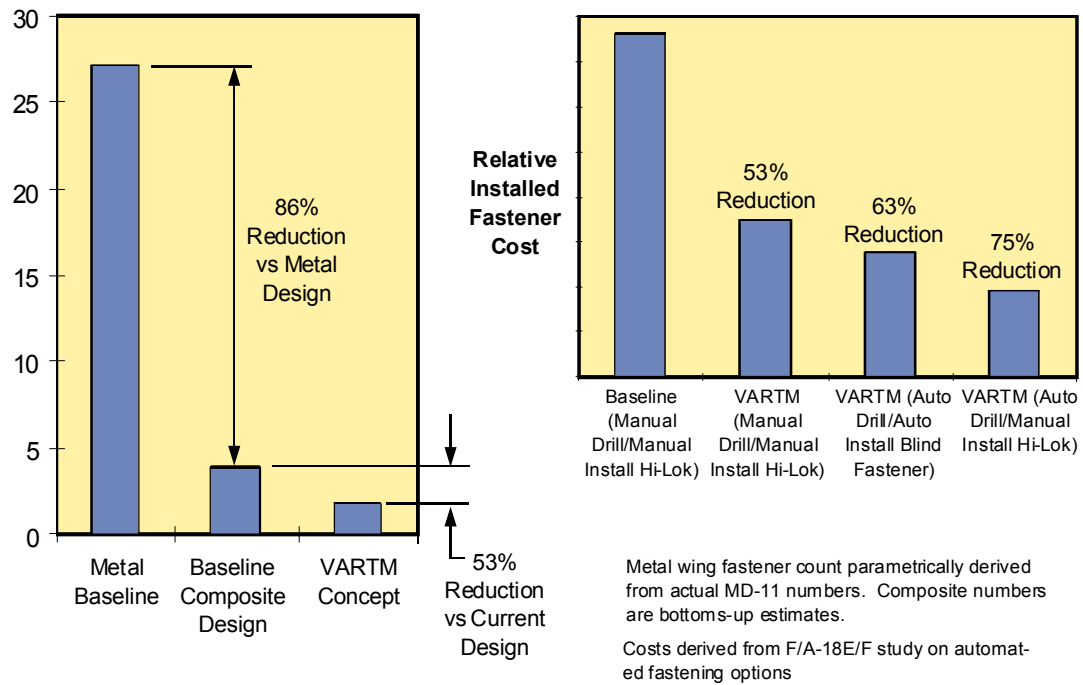 30
25
20
15
10
5
0
86%
Reduction
vs Metal
Design
Metal
Baseline
Baseline
Composite
Design
VARTM
Concept
53%
Reduction
vs Current
Design
Relative
Installed
Fastener
Cost
53%
Reduction
63%
Reduction
75%
Reduction
Baseline
(Manual
Drill/Manual
Install Hi-Lok)
VARTM
(Manual
Drill/Manual
Install Hi-Lok)
VARTM (Auto
Drill/Auto
Install Blind
Fastener)
VARTM (Auto
Drill/Manual
Install Hi-Lok)
Metal wing fastener count parametrically derived
from actual MD-11 numbers. Composite numbers
are bottoms-up estimates.
Costs derived from F/A-18E/F study on automat-
ed fastening options